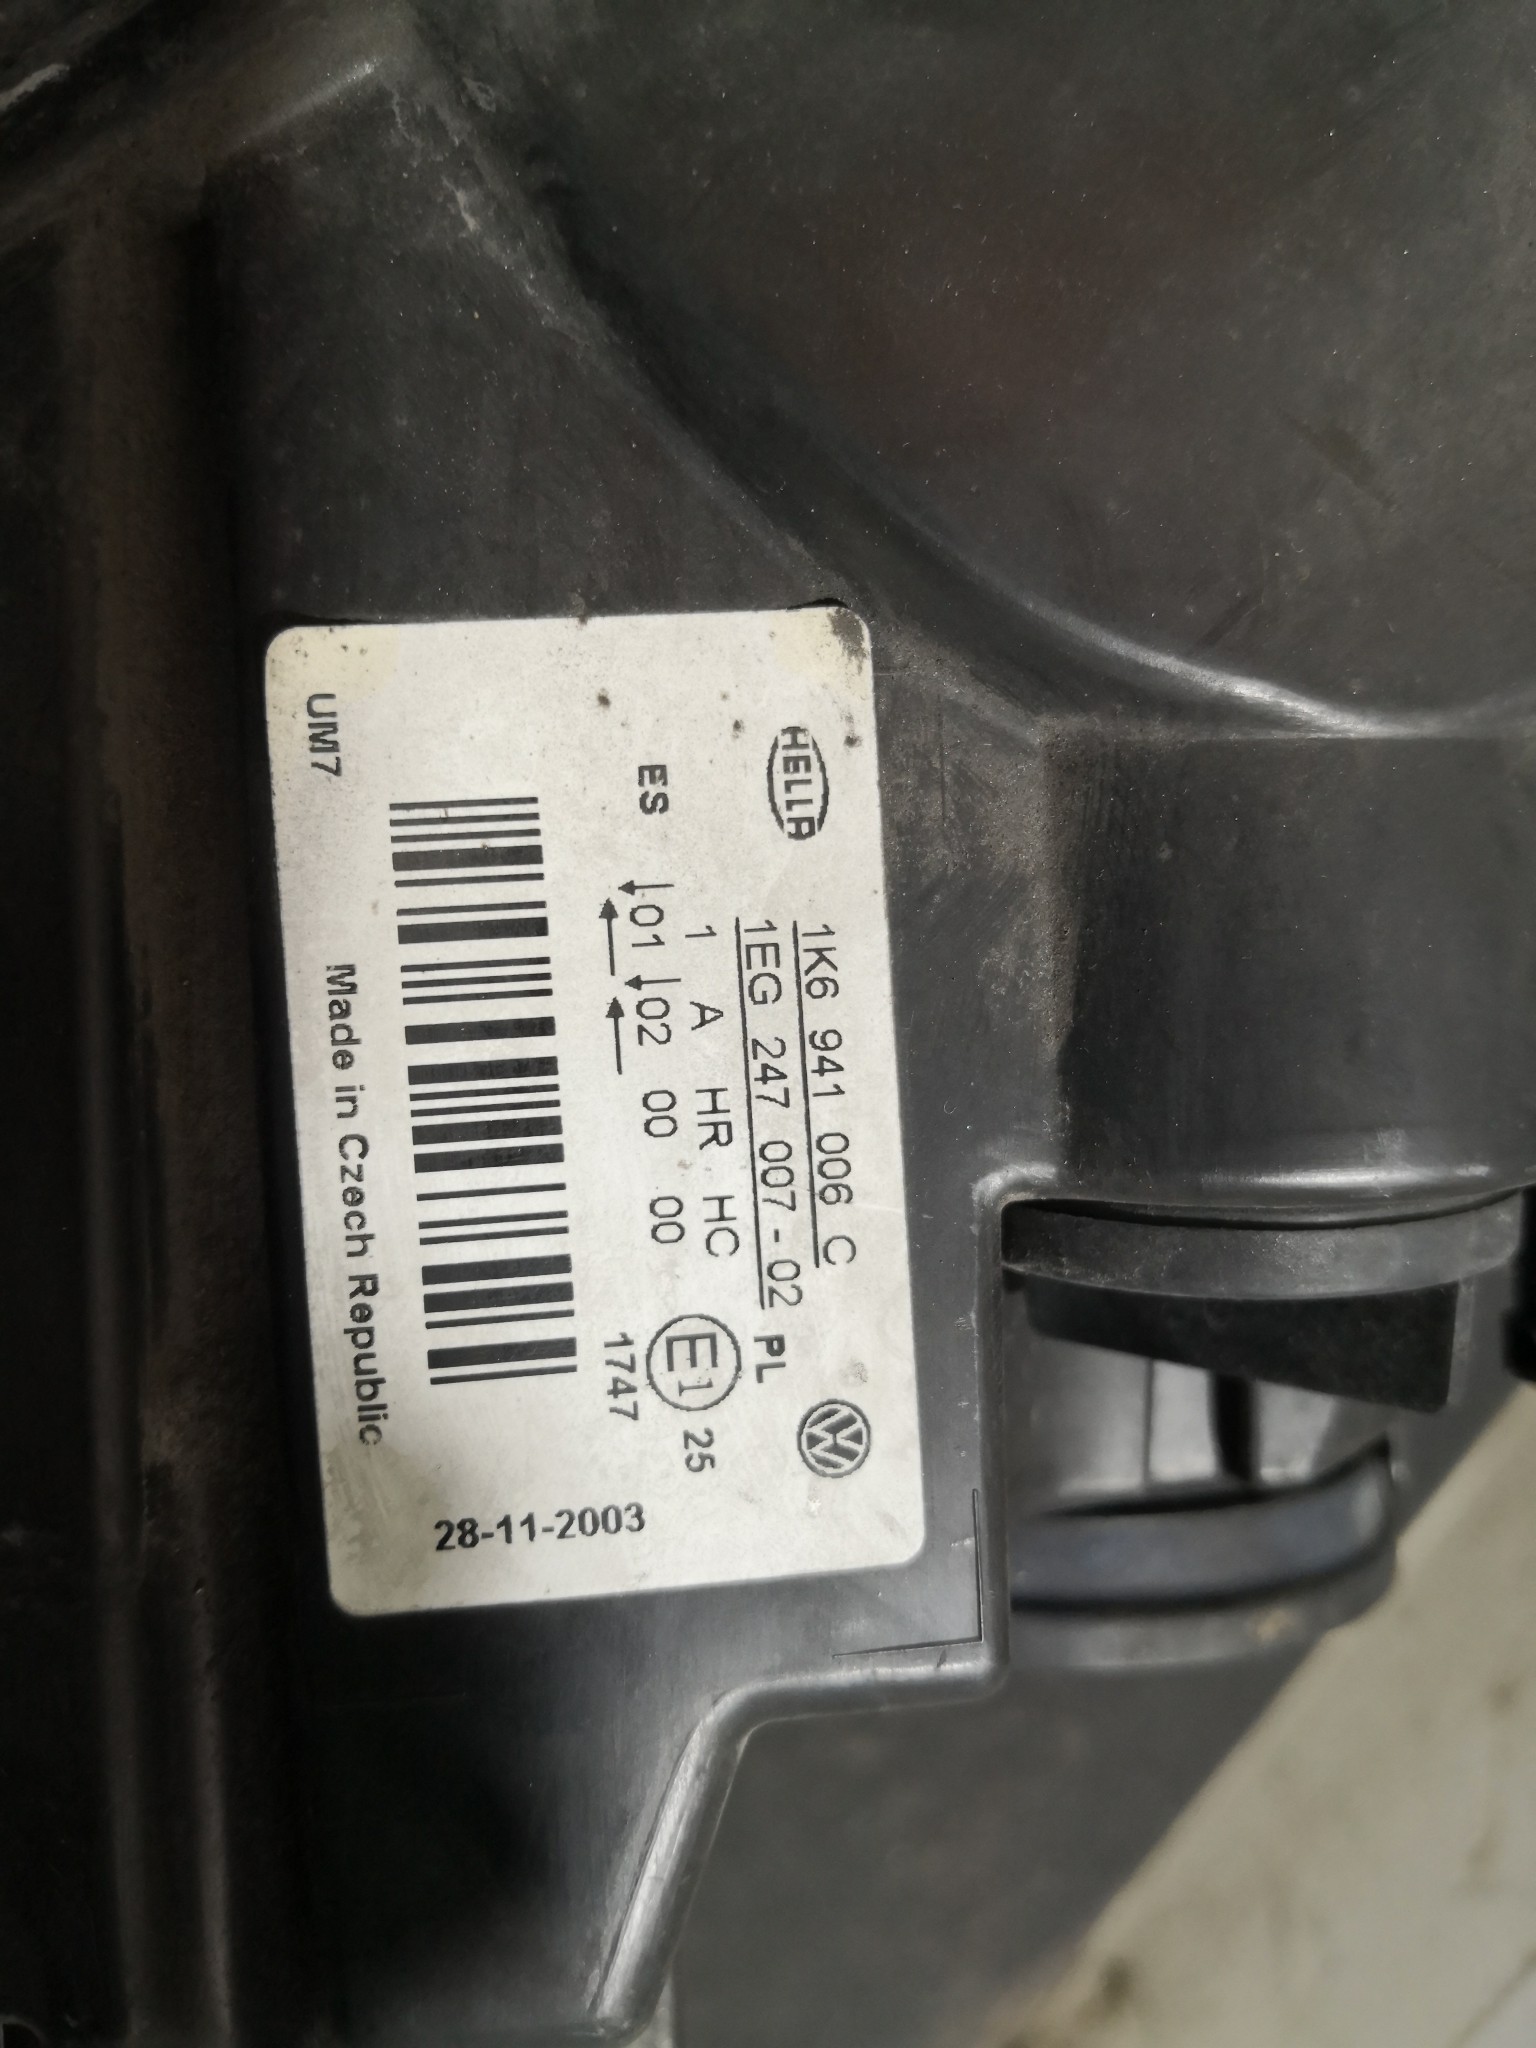 HELLA
1K6 941 006 C
1EG 247 007-02 PL
1 A HR HC
E1 25
ES 01 02 00 00
1747
28-11-2003
UM7
Made in Czech Republic